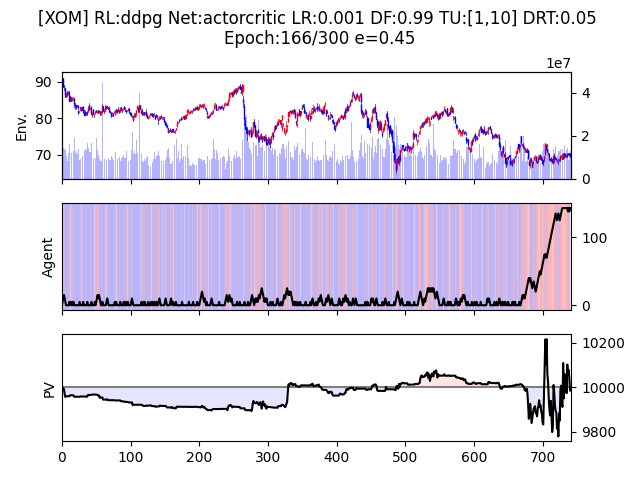 [XOM] RL:ddpg Net:actorcritic LR:0.001 DF:0.99 TU:[1,10] DRT:0.05
Epoch:166/300 e=0.45
1e7
90
80
70
Env.
4
2
0
Agent
100
0
PV
10200
10000
9800
0 100 200 300 400 500 600 700